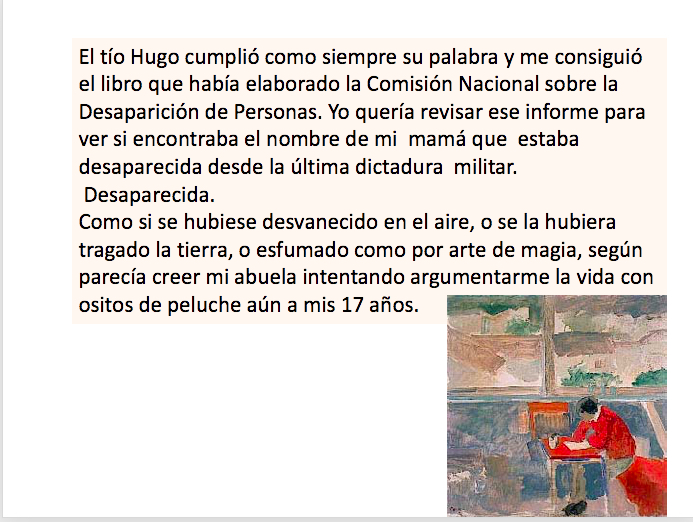 El tío Hugo cumplió como siempre su palabra y me consiguió
el libro que había elaborado la Comisión Nacional sobre la
Desaparición de Personas. Yo quería revisar ese informe para
ver si encontraba el nombre de mi mamá que estaba
desaparecida desde la última dictadura militar.
Desaparecida.
Como si se hubiese desvanecido en el aire, o se la hubiera
tragado la tierra, o esfumado como por arte de magia, según
parecía creer mi abuela intentando argumentarme la vida con
ositos de peluche aún a mis 17 años.